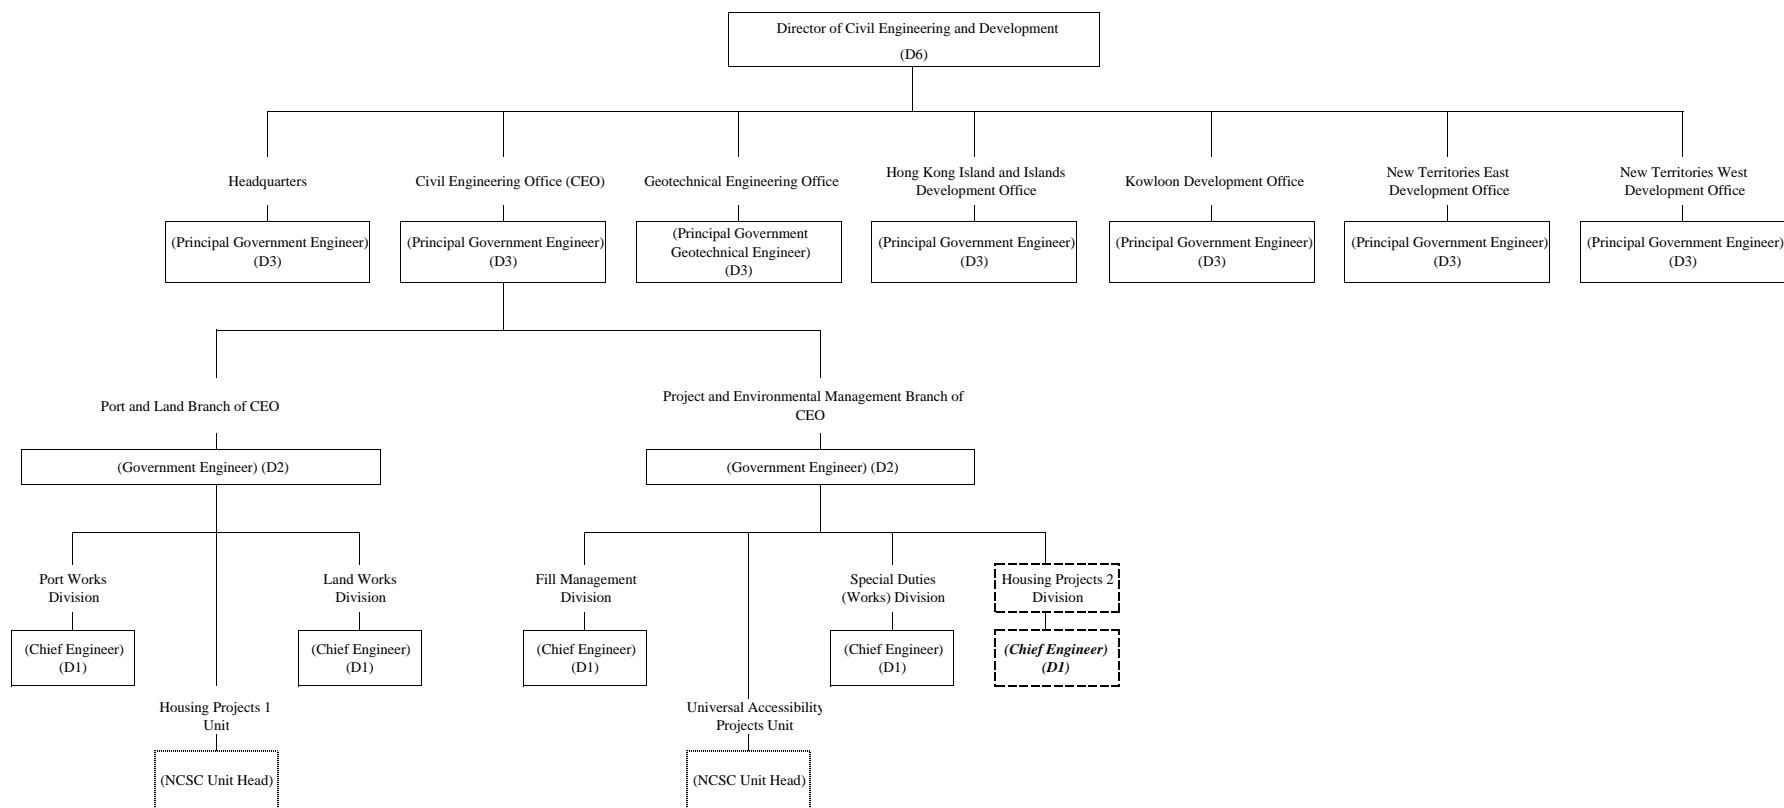 Director of Civil Engineering and Development
(D6)
Headquarters
(Principal Government Engineer)
(D3)
Civil Engineering Office (CEO)
(Principal Government Engineer)
(D3)
Geotechnical Engineering Office
(Principal Government
Geotechnical Engineer)
(D3)
Hong Kong Island and Islands
Development Office
(Principal Government Engineer)
(D3)
Kowloon Development Office
(Principal Government Engineer)
(D3)
New Territories East
Development Office
(Principal Government Engineer)
(D3)
New Territories West
Development Office
(Principal Government Engineer)
(D3)
Port and Land Branch of CEO
(Government Engineer) (D2)
Project and Environmental Management Branch of
CEO
(Government Engineer) (D2)
Port Works
Division
(Chief Engineer)
(D1)
Housing Projects 1
Unit
(NCSC Unit Head)
Land Works
Division
(Chief Engineer)
(D1)
Fill Management
Division
(Chief Engineer)
(D1)
Universal Accessibility
Projects Unit
(NCSC Unit Head)
Special Duties
(Works) Division
(Chief Engineer)
(D1)
Housing Projects 2
Division
(Chief Engineer)
(D1)